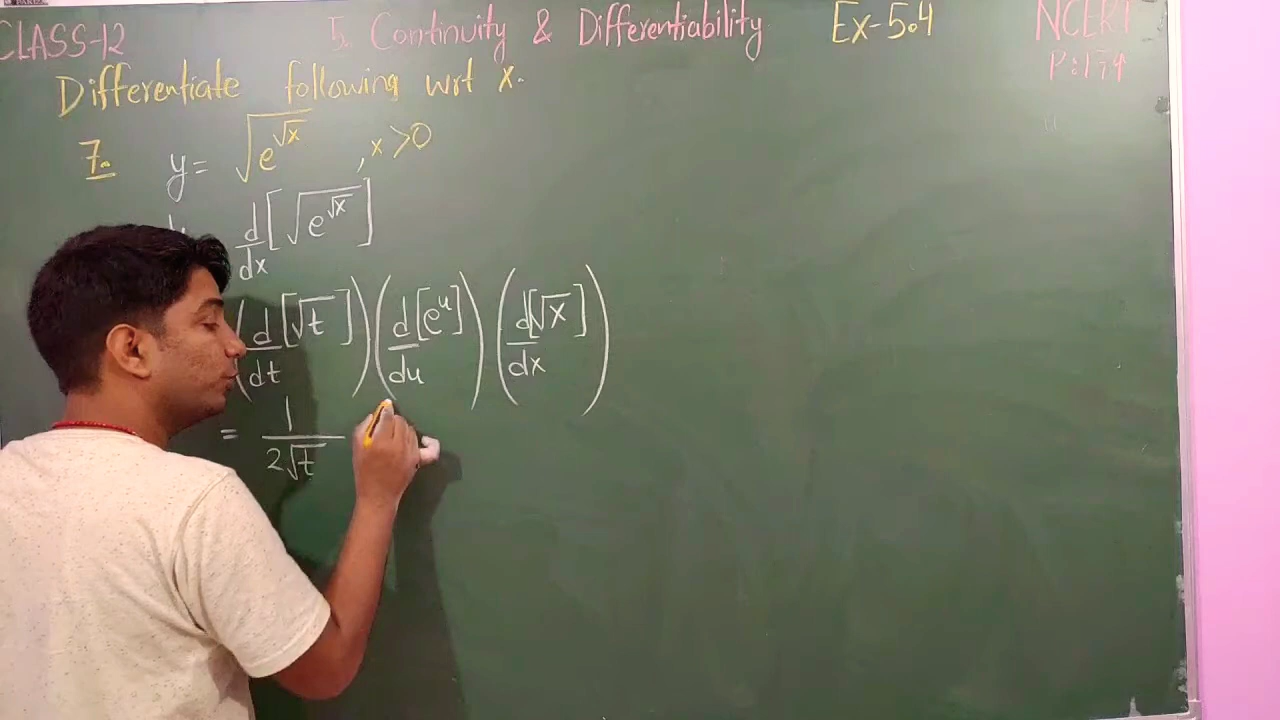 CLASS-12 5. Continuity & Differentiability Ex-5.4 NCERT
P:174
Differentiate following wrt x.
7. y = √(e^√x) , x > 0
d/dx [√(e^√x)]
(d/dt [√t]) (d/du [e^u]) (d[√x]/dx)
= 1/(2√t)